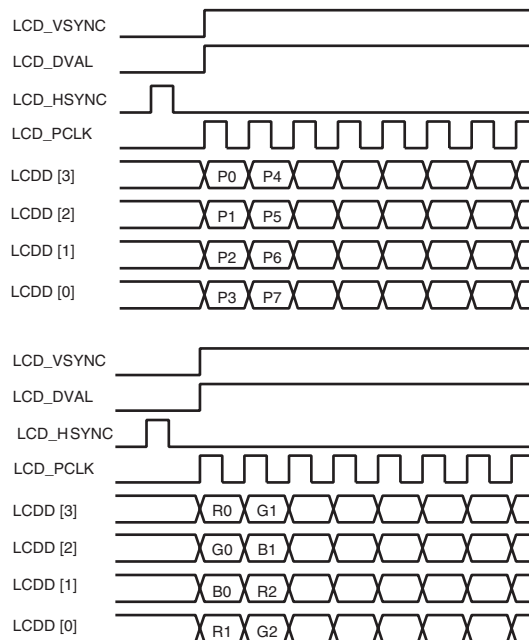 LCD_VSYNC
LCD_DVAL
LCD_HSYNC
LCD_PCLK
LCDD [3] P0 P4
LCDD [2] P1 P5
LCDD [1] P2 P6
LCDD [0] P3 P7
LCD_VSYNC
LCD_DVAL
LCD_HSYNC
LCD_PCLK
LCDD [3] R0 G1
LCDD [2] G0 B1
LCDD [1] B0 R2
LCDD [0] R1 G2